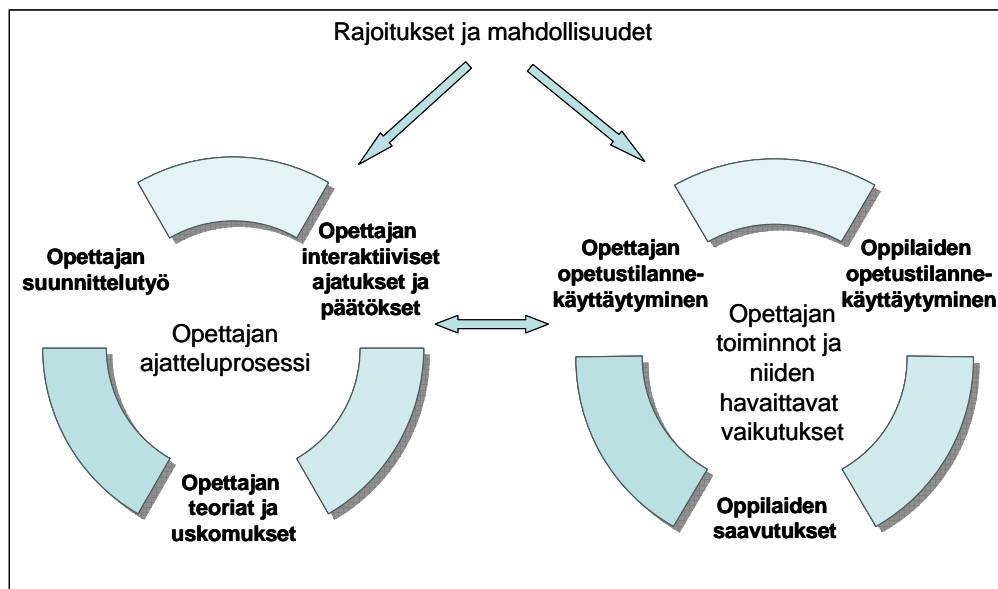 Rajoitukset ja mahdollisuudet
Opettajan
suunnittelutyö
Opettajan
interaktiiviset
ajatukset ja
päätökset
Opettajan
ajatteluprosessi
Opettajan
teoriat ja
uskomukset
Opettajan
opetustilanne-
käyttäytyminen
Oppilaiden
opetustilanne-
käyttäytyminen
Opettajan
toiminnot ja
niiden
havaittavat
vaikutukset
Oppilaiden
saavutukset